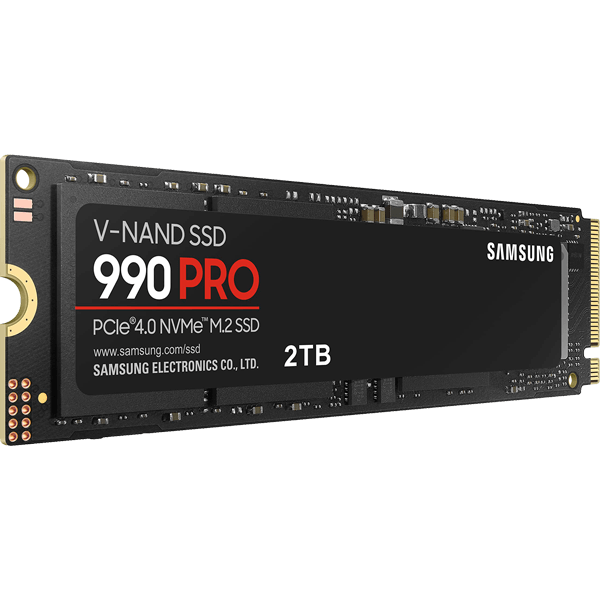 V-NAND SSD
990 PRO
PCIe®4.0 NVMe™ M.2 SSD
www.samsung.com/ssd
SAMSUNG ELECTRONICS CO., LTD.
2TB
SAMSUNG